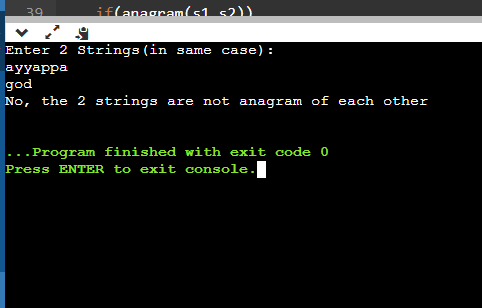 39 if(anagram(s1,s2))
Enter 2 Strings(in same case):
ayyappa
god
No, the 2 strings are not anagram of each other
...Program finished with exit code 0
Press ENTER to exit console.